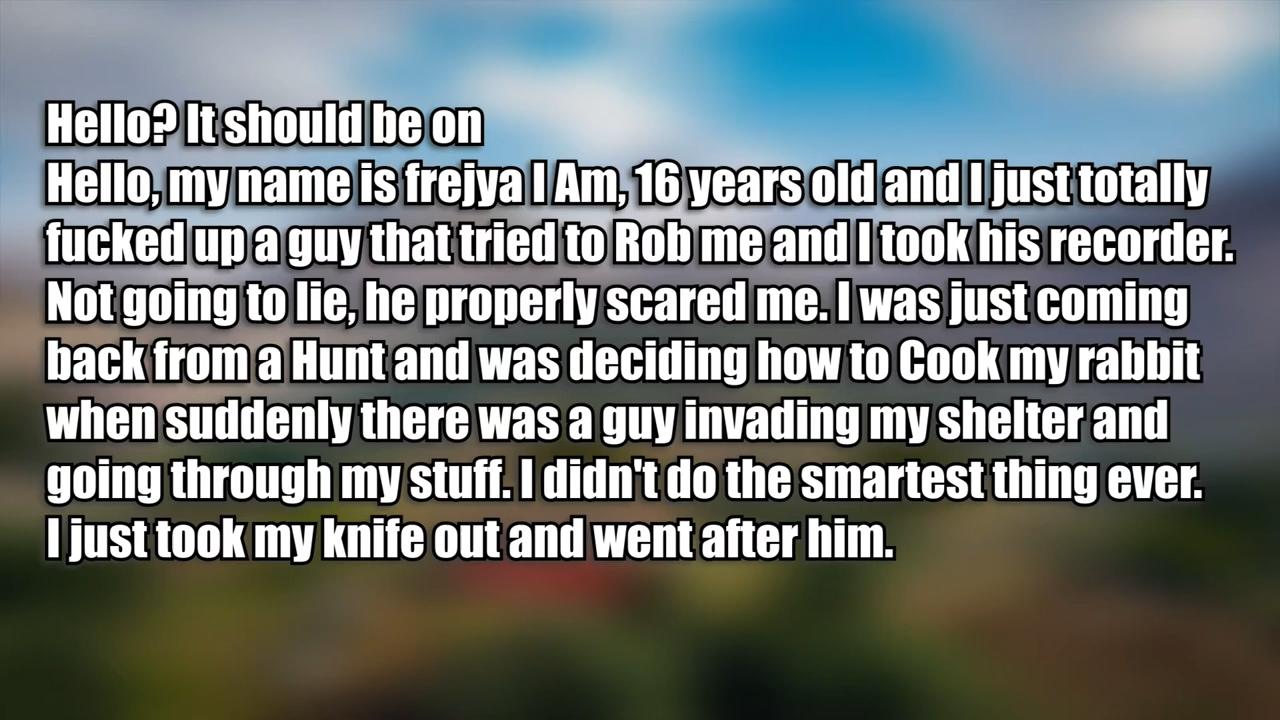 Hello? It should be on
Hello, my name is frejya I Am, 16 years old and I just totally
fucked up a guy that tried to Rob me and I took his recorder.
Not going to lie, he properly scared me. I was just coming
back from a Hunt and was deciding how to Cook my rabbit
when suddenly there was a guy invading my shelter and
going through my stuff. I didn't do the smartest thing ever.
I just took my knife out and went after him.